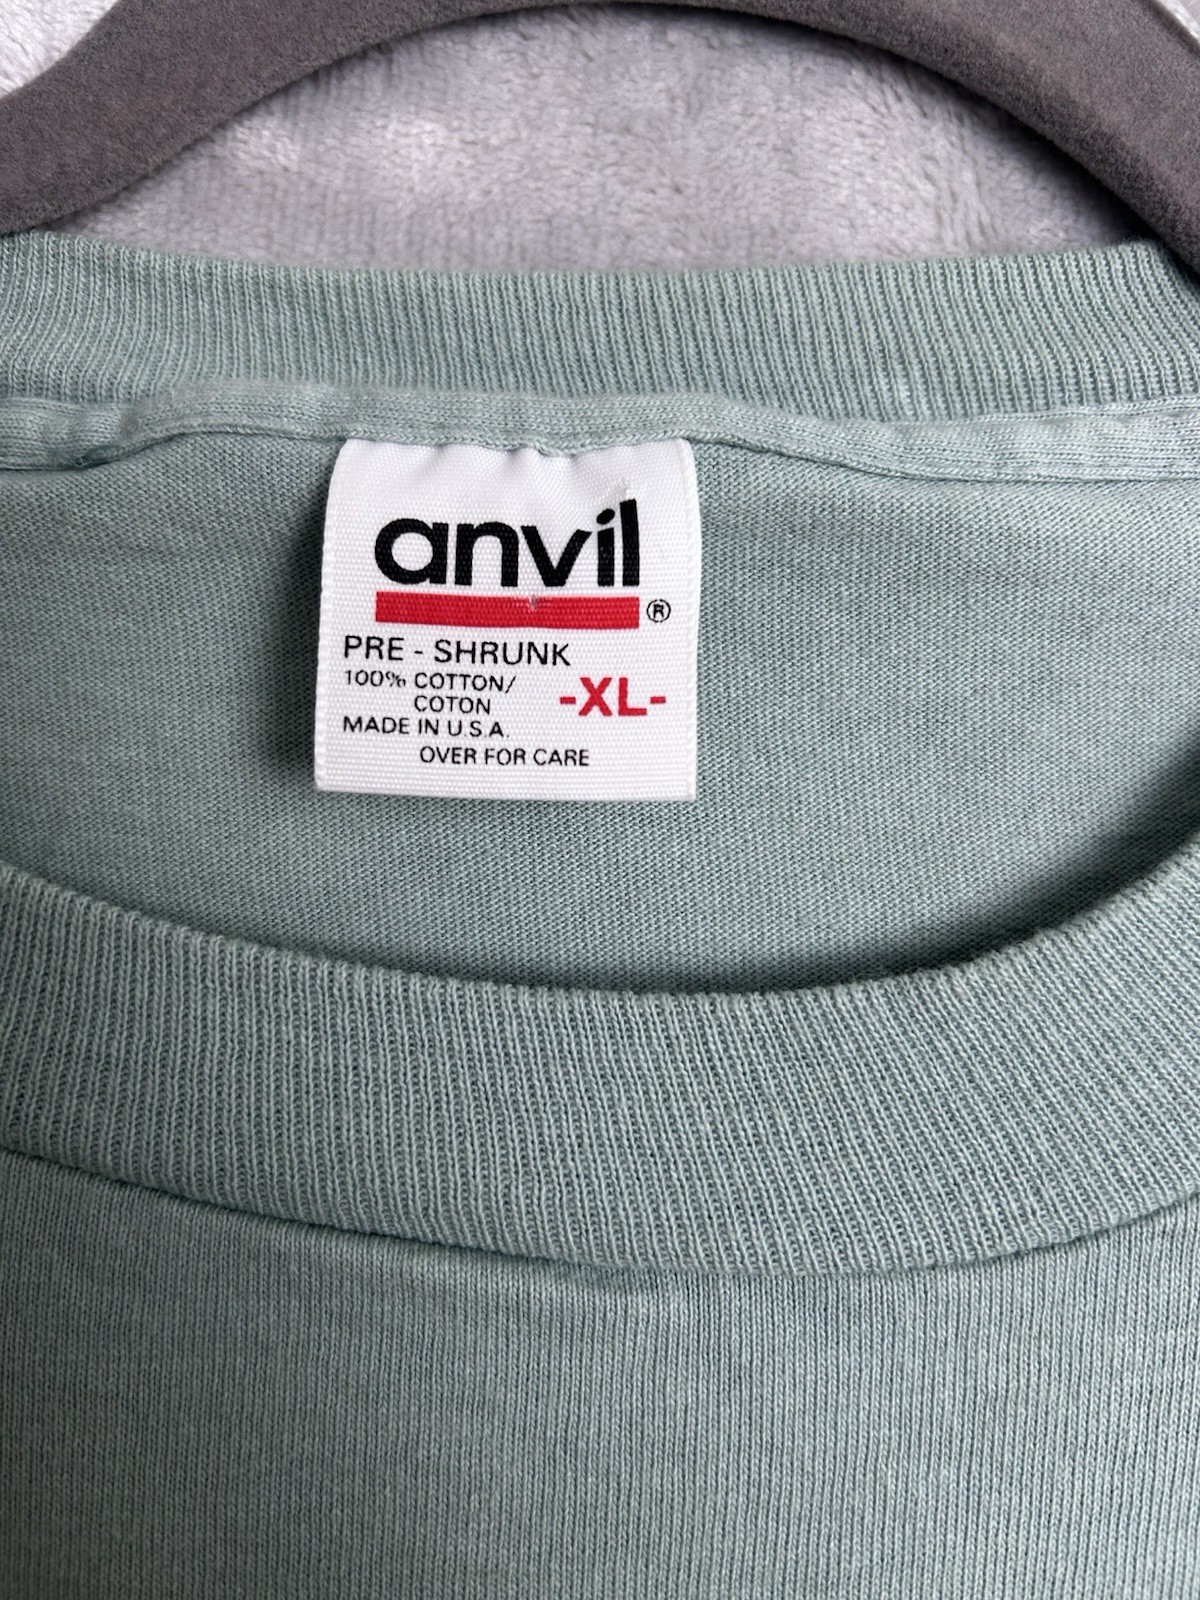 anvil®
PRE - SHRUNK
100% COTTON/
COTON
-XL-
MADE IN U.S.A.
OVER FOR CARE